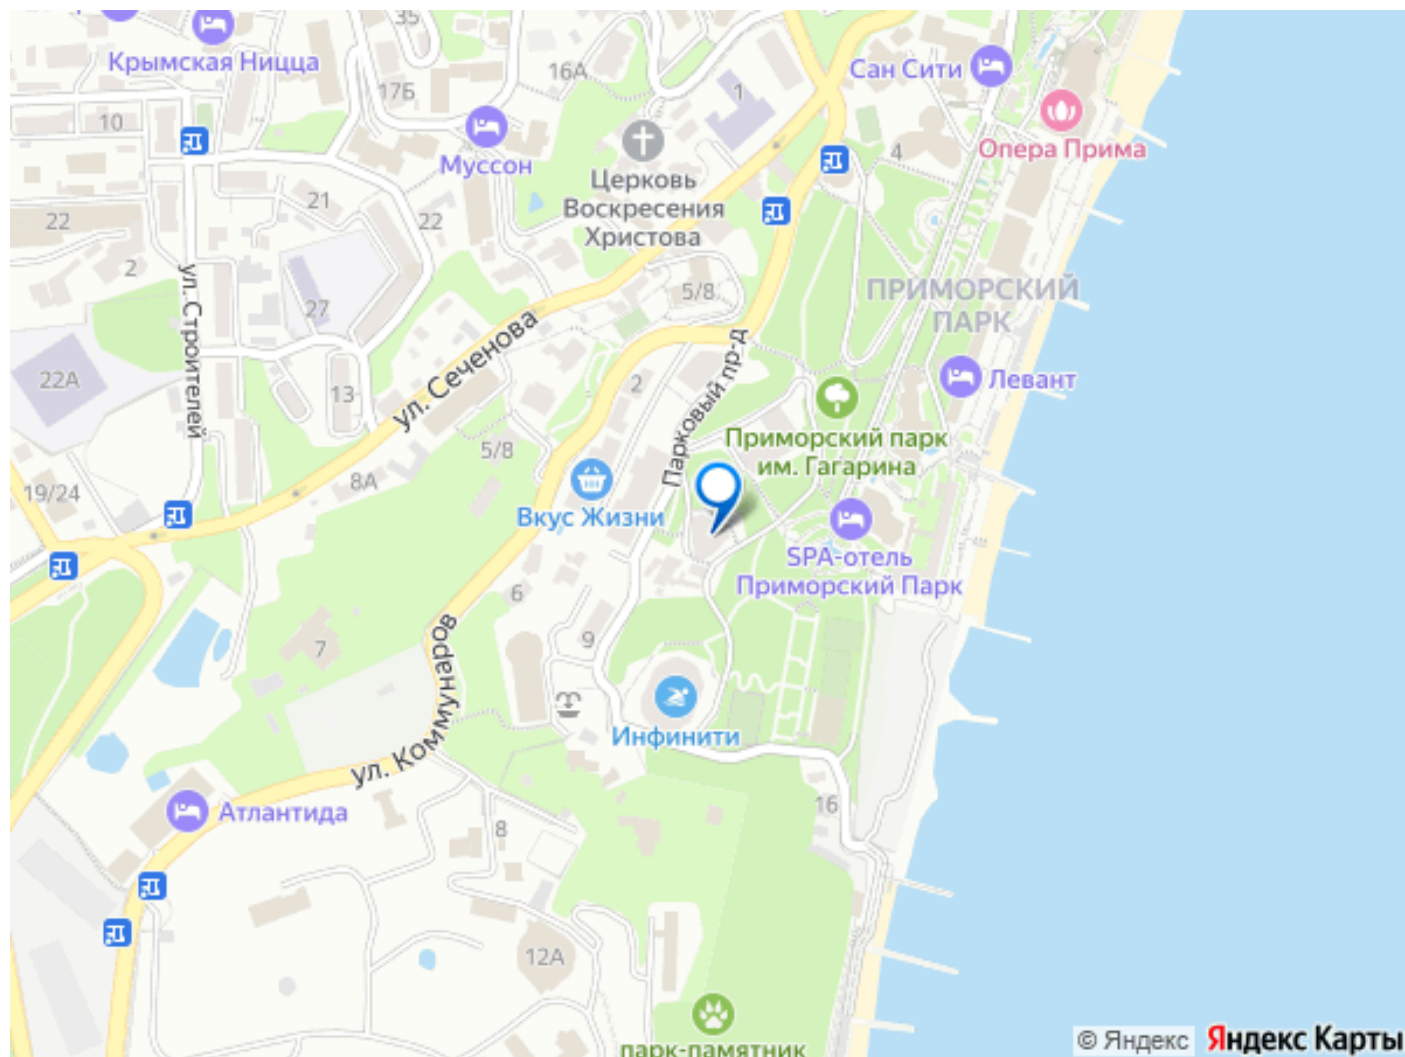 35
Крымская Ницца
16А
Сан Сити
17Б
1
10
Опера Прима
Муссон
4
Церковь
Воскресения
Христова
21
22
22
2
ПРИМОРСКИЙ
ПАРК
5/8
27
ул. Строителей
ул. Сеченова
Парковый пр-д
22А
13
2
Левант
Приморский парк
им. Гагарина
5/8
8А
19/24
Вкус Жизни
SPA-отель
Приморский Парк
6
9
7
ул. Коммунаров
Инфинити
16
Атлантида
8
12А
парк-памятник
© Яндекс Яндекс Карты